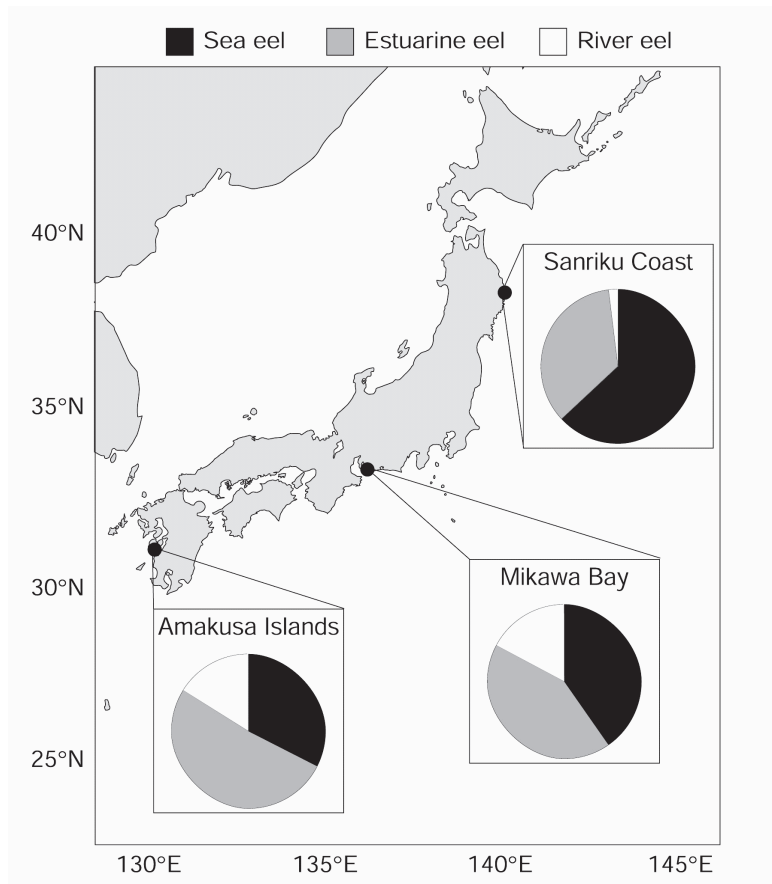 Sea eel Estuarine eel River eel
40°N
Sanriku Coast
35°N
Mikawa Bay
30°N
Amakusa Islands
25°N
130°E 135°E 140°E 145°E